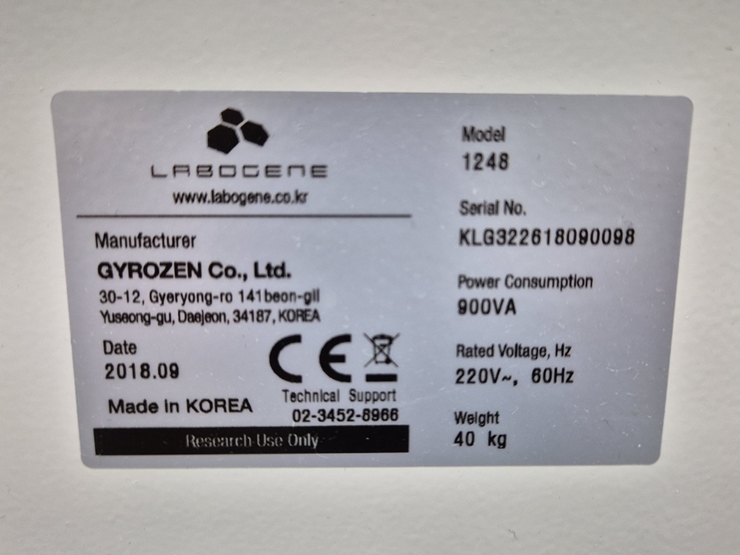 LABOGENE
www.labogene.co.kr
Manufacturer
GYROZEN Co., Ltd.
30-12, Gyeryong-ro 141beon-gil
Yuseong-gu, Daejeon, 34187, KOREA
Date
2018.09
CE
Made in KOREA
Technical Support
02-3452-8966
Research Use Only
Model
1248
Serial No.
KLG322618090098
Power Consumption
900VA
Rated Voltage, Hz
220V~, 60Hz
Weight
40 kg